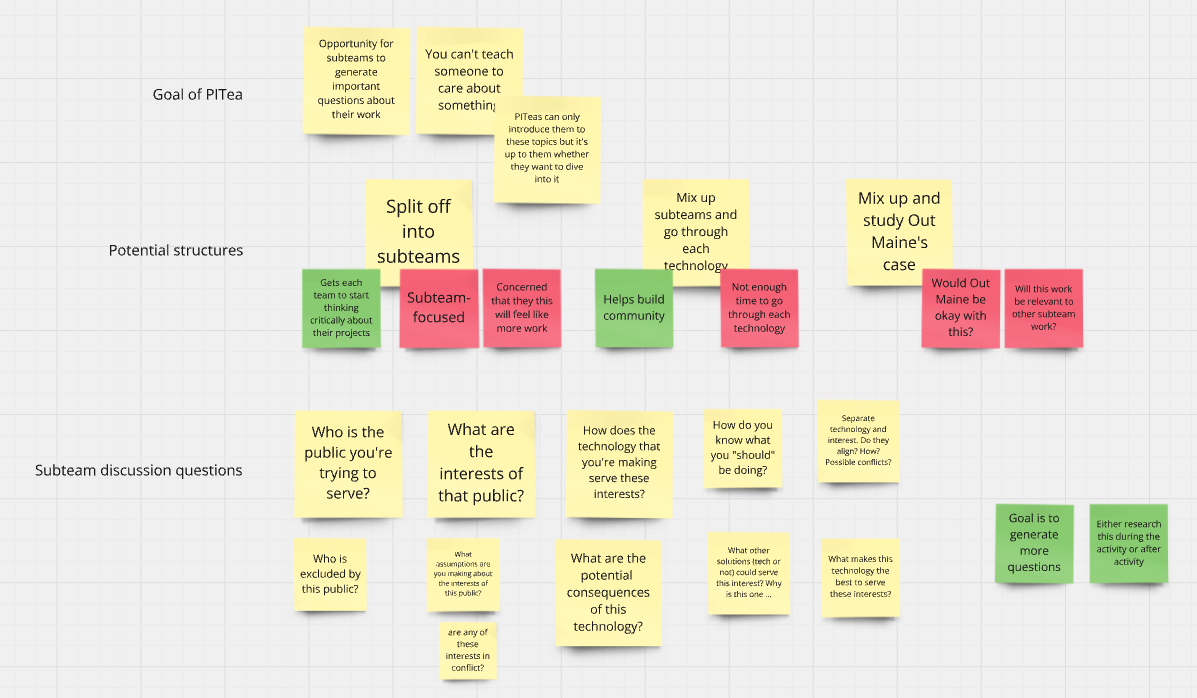 Goal of PITea
Opportunity for
subteams to
generate
important
questions about
their work
You can't teach
someone to
care about
something
PITeas can only
introduce them to
these topics but it's
up to them whether
they want to dive
into it
Potential structures
Split off
into
subteams
Gets each
team to start
thinking
critically about
their projects
Subteam-
focused
Concerned
that they this
will feel like
more work
Mix up
subteams and
go through
each
technology
Helps build
community
Not enough
time to go
through each
technology
Mix up and
study Out
Maine's
case
Would Out
Maine be
okay with
this?
Will this work
be relevant to
other subteam
work?
Subteam discussion questions
Who is the
public you're
trying to
serve?
What are
the
interests of
that public?
How does the
technology that
you're making
serve these
interests?
How do you
know what
you "should"
be doing?
Separate
technology and
interest. Do they
align? How?
Possible conflicts?
Who is
excluded by
this public?
What
assumptions are
you making about
the interests of
this public?
are any of
these
interests in
conflict?
What are the
potential
consequences
of this
technology?
What other
solutions (tech or
not) could serve
this interest? Why
is this one ...
What makes this
technology the
best to serve
these interests?
Goal is to
generate
more
questions
Either research
this during the
activity or after
activity